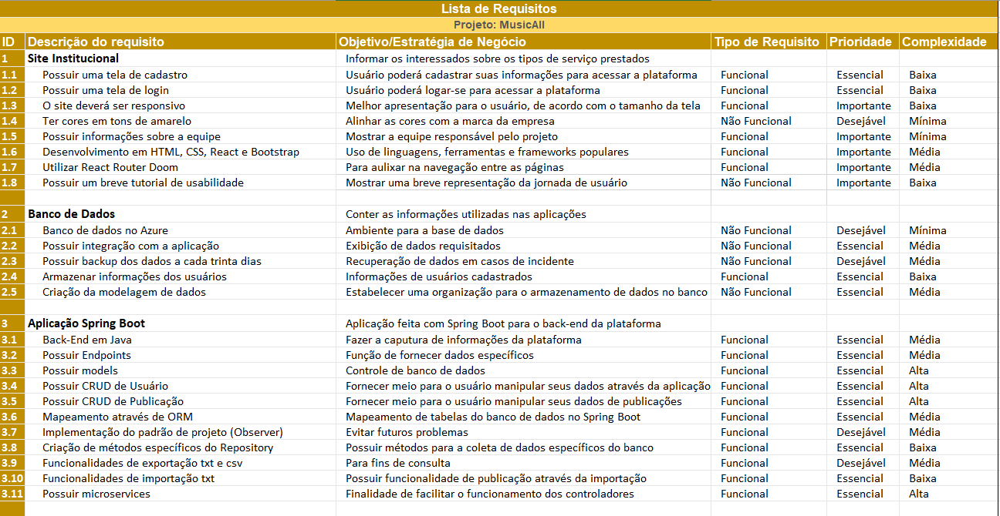 Lista de Requisitos
Projeto: MusicAll
ID Descrição do requisito Objetivo/Estratégia de Negócio Tipo de Requisito Prioridade Complexidade
1 Site Institucional Informar os interessados sobre os tipos de serviço prestados
1.1 Possuir uma tela de cadastro Usuário poderá cadastrar suas informações para acessar a plataforma Funcional Essencial Baixa
1.2 Possuir uma tela de login Usuário poderá logar-se para acessar a plataforma Funcional Essencial Baixa
1.3 O site deverá ser responsivo Melhor apresentação para o usuário, de acordo com o tamanho da tela Funcional Importante Baixa
1.4 Ter cores em tons de amarelo Alinhar as cores com a marca da empresa Não Funcional Desejável Mínima
1.5 Possuir informações sobre a equipe Mostrar a equipe responsável pelo projeto Funcional Importante Mínima
1.6 Desenvolvimento em HTML, CSS, React e Bootstrap Uso de linguagens, ferramentas e frameworks populares Funcional Importante Média
1.7 Utilizar React Router Doom Para aulixar na navegação entre as páginas Funcional Importante Média
1.8 Possuir um breve tutorial de usabilidade Mostrar uma breve representação da jornada de usuário Não Funcional Importante Baixa
2 Banco de Dados Conter as informações utilizadas nas aplicações
2.1 Banco de dados no Azure Ambiente para a base de dados Não Funcional Desejável Mínima
2.2 Possuir integração com a aplicação Exibição de dados requisitados Não Funcional Essencial Média
2.3 Possuir backup dos dados a cada trinta dias Recuperação de dados em casos de incidente Não Funcional Desejável Média
2.4 Armazenar informações dos usuários Informações de usuários cadastrados Funcional Essencial Baixa
2.5 Criação da modelagem de dados Estabelecer uma organização para o armazenamento de dados no banco Não Funcional Essencial Média
3 Aplicação Spring Boot Aplicação feita com Spring Boot para o back-end da plataforma
3.1 Back-End em Java Fazer a caputura de informações da plataforma Funcional Essencial Média
3.2 Possuir Endpoints Função de fornecer dados específicos Funcional Essencial Média
3.3 Possuir models Controle de banco de dados Funcional Essencial Alta
3.4 Possuir CRUD de Usuário Fornecer meio para o usuário manipular seus dados através da aplicação Funcional Essencial Alta
3.5 Possuir CRUD de Publicação Fornecer meio para o usuário manipular seus dados de publicações Funcional Essencial Alta
3.6 Mapeamento através de ORM Mapeamento de tabelas do banco de dados no Spring Boot Funcional Essencial Média
3.7 Implementação do padrão de projeto (Observer) Evitar futuros problemas Funcional Desejável Média
3.8 Criação de métodos específicos do Repository Possuir métodos para a coleta de dados específicos do banco Funcional Essencial Baixa
3.9 Funcionalidades de exportação txt e csv Para fins de consulta Funcional Desejável Média
3.10 Funcionalidades de importação txt Possuir funcionalidade de publicação através da importação Funcional Essencial Baixa
3.11 Possuir microservices Finalidade de facilitar o funcionamento dos controladores Funcional Essencial Alta